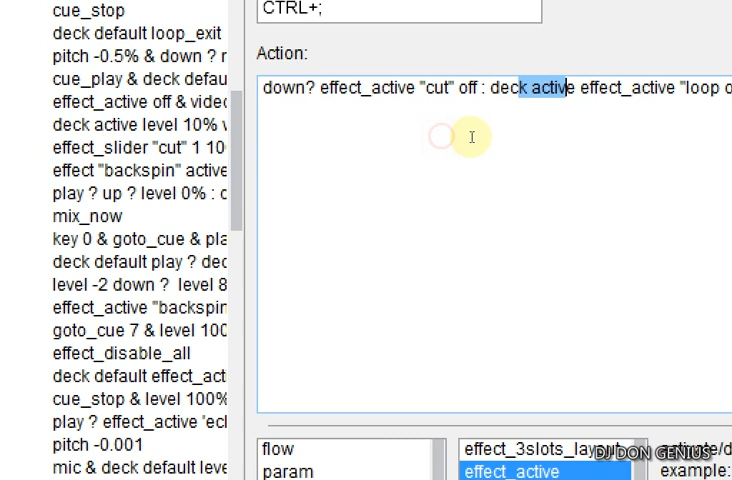 cue_stop
deck default loop_exit
pitch -0.5% & down ? r
cue_play & deck defau
effect_active off & video
deck active level 10% 
effect_slider "cut" 1 10
effect "backspin" active
play ? up ? level 0% : 
mix_now
key 0 & goto_cue & pla
deck default play ? dec
level -2 down ?  level 8
effect_active "backspin
goto_cue 7 & level 100
effect_disable_all
deck default effect_act
cue_stop & level 100%
play ? effect_active 'ecl
pitch -0.001
mic & deck default leve
CTRL+;
Action:
down? effect_active "cut" off : deck active effect_active "loop o
flow
param
effect_3slots_layout
effect_active
activate/d
example:
DJ DON GENIUS